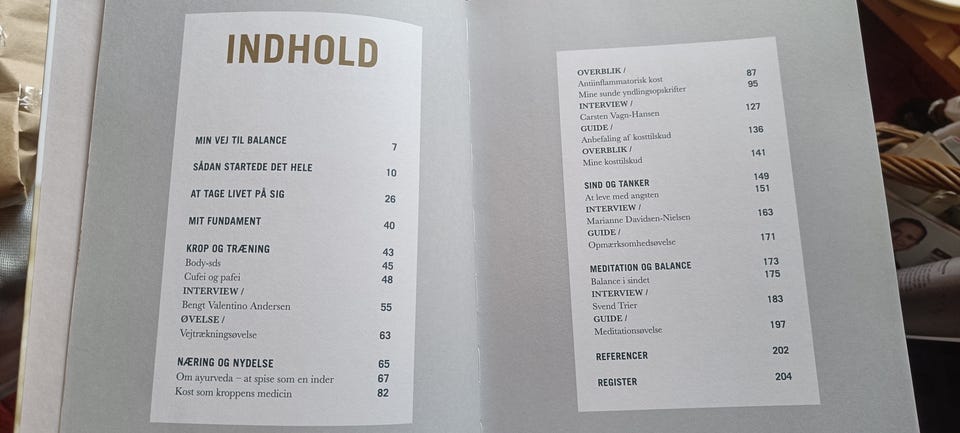 INDHOLD
MIN VEJ TIL BALANCE 7
SÅDAN STARTEDE DET HELE 10
AT TAGE LIVET PÅ SIG 26
MIT FUNDAMENT 40
KROP OG TRÆNING 43
Body-sds 45
Cufei og pafei 48
INTERVIEW /
Bengt Valentino Andersen 55
ØVELSE /
Vejtrækningsøvelse 63
NÆRING OG NYDELSE 65
Om ayurveda – at spise som en inder 67
Kost som kroppens medicin 82
OVERBLIK /
Antiinflammatorisk kost 87
Mine sunde yndlingsopskrifter 95
INTERVIEW /
Carsten Vagn-Hansen 127
GUIDE /
Anbefaling af kosttilskud 136
OVERBLIK /
Mine kosttilskud 141
SIND OG TANKER 149
At leve med angsten 151
INTERVIEW /
Marianne Davidsen-Nielsen 163
GUIDE /
Opmærksomhedsøvelse 171
MEDITATION OG BALANCE 173
Balance i sindet 175
INTERVIEW /
Svend Trier 183
GUIDE /
Meditationsøvelse 197
REFERENCER 202
REGISTER 204